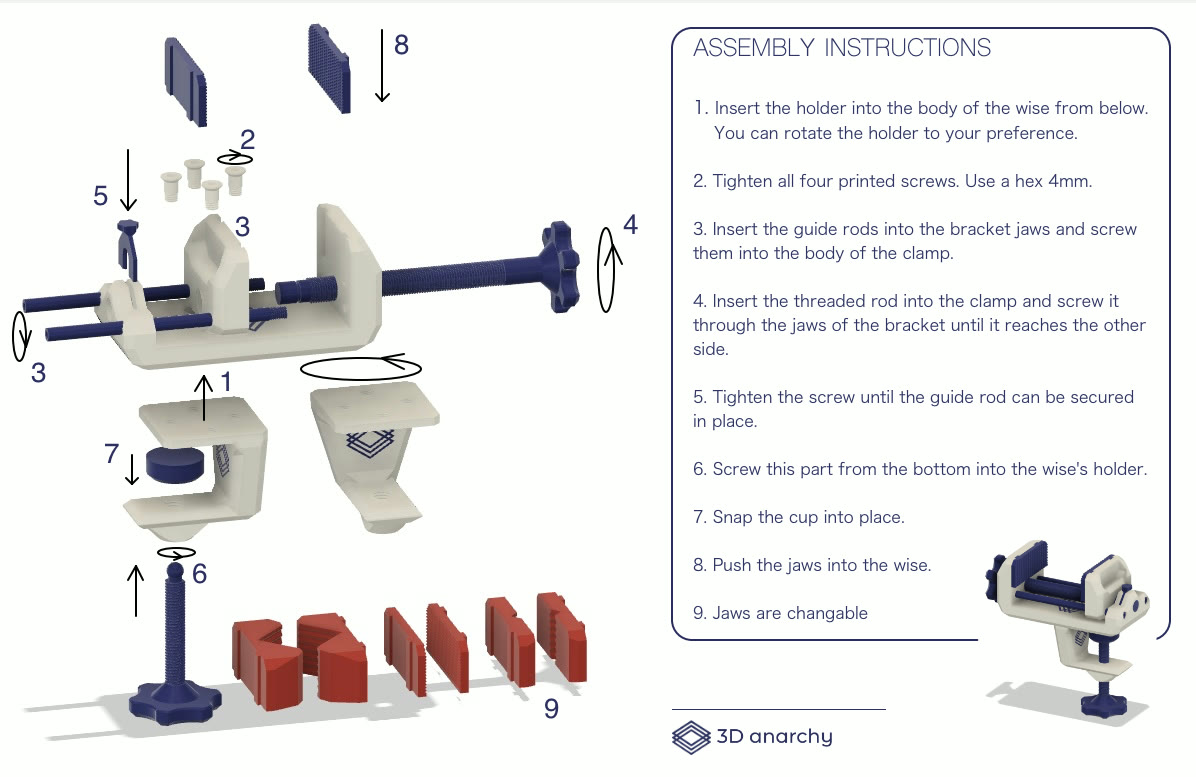 8
2
5
3
4
3
1
7
6
9
ASSEMBLY INSTRUCTIONS
1. Insert the holder into the body of the wise from below.
You can rotate the holder to your preference.
2. Tighten all four printed screws. Use a hex 4mm.
3. Insert the guide rods into the bracket jaws and screw
them into the body of the clamp.
4. Insert the threaded rod into the clamp and screw it
through the jaws of the bracket until it reaches the other
side.
5. Tighten the screw until the guide rod can be secured
in place.
6. Screw this part from the bottom into the wise's holder.
7. Snap the cup into place.
8. Push the jaws into the wise.
9. Jaws are changable
3D anarchy